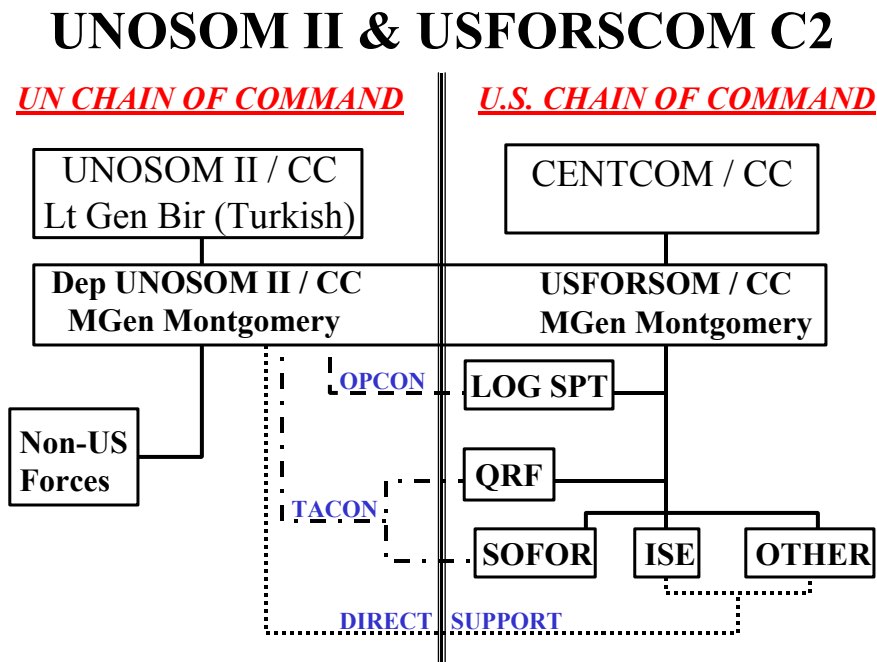 UNOSOM II & USFORSCOM C2
UN CHAIN OF COMMAND
U.S. CHAIN OF COMMAND
UNOSOM II / CC
Lt Gen Bir (Turkish)
CENTCOM / CC
Dep UNOSOM II / CC
MGen Montgomery
USFORSOM / CC
MGen Montgomery
OPCON
LOG SPT
Non-US
Forces
QRF
TACON
SOFOR
ISE
OTHER
DIRECT SUPPORT